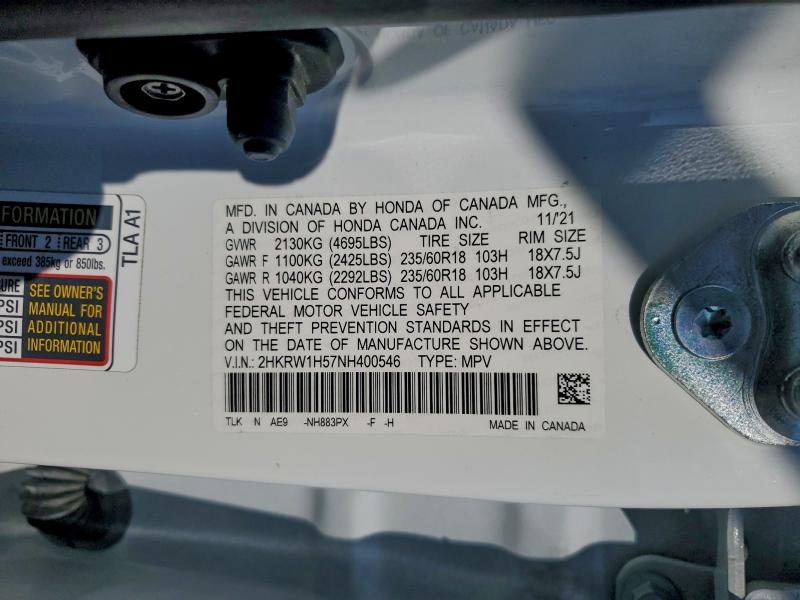 FORMATION
FRONT 2 REAR 3
exceed 385kg or 850lbs.
SEE OWNER'S
MANUAL FOR
ADDITIONAL
INFORMATION
PSI
PSI
PSI
TLA A1
MFD. IN CANADA BY HONDA OF CANADA MFG.,
A DIVISION OF HONDA CANADA INC. 11/'21
GVWR 2130KG (4695LBS) TIRE SIZE RIM SIZE
GAWR F 1100KG (2425LBS) 235/60R18 103H 18X7.5J
GAWR R 1040KG (2292LBS) 235/60R18 103H 18X7.5J
THIS VEHICLE CONFORMS TO ALL APPLICABLE
FEDERAL MOTOR VEHICLE SAFETY
AND THEFT PREVENTION STANDARDS IN EFFECT
ON THE DATE OF MANUFACTURE SHOWN ABOVE.
V.I.N.: 2HKRW1H57NH400546 TYPE: MPV
TLK N AE9 -NH883PX -F -H MADE IN CANADA